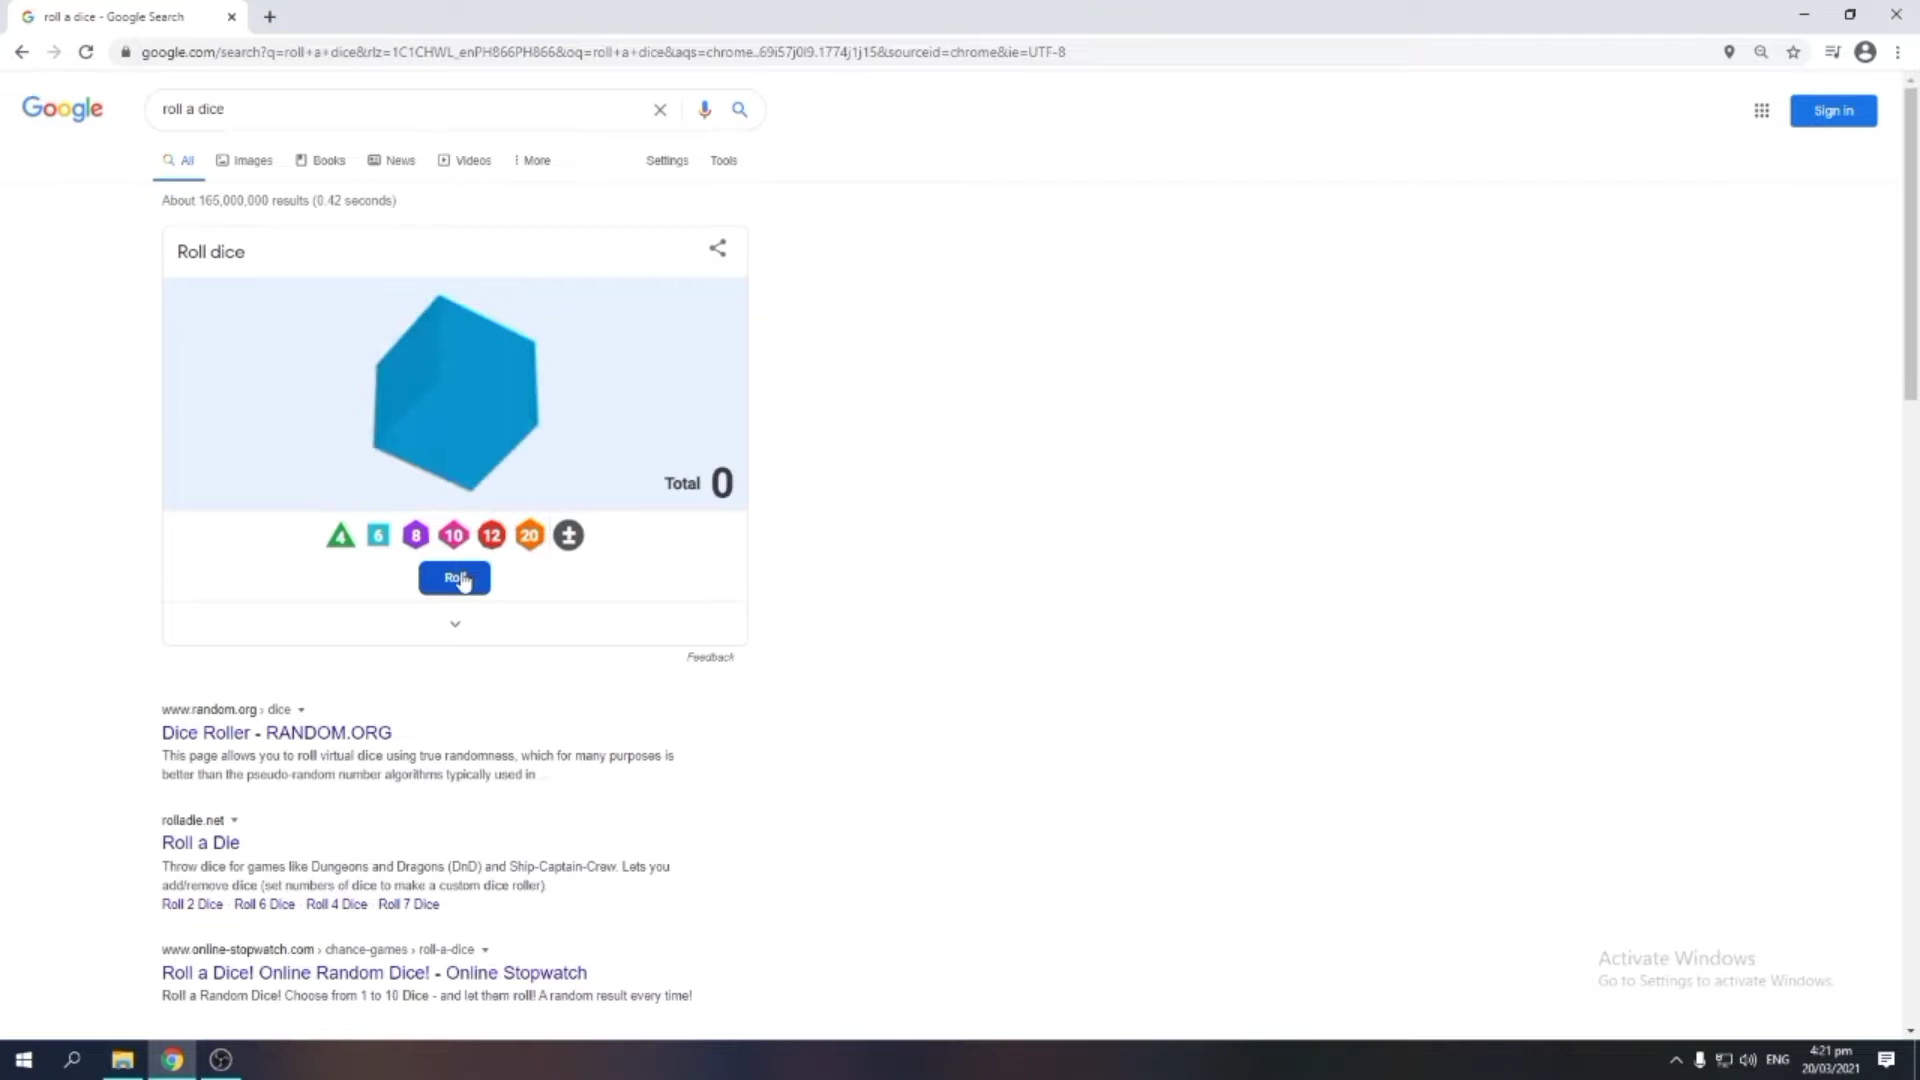 roll a dice - Google Search
google.com/search?q=roll+a+dice&rlz=1C1CHWL_enPH866PH866&oq=roll+a+dice&aqs=chrome..69i57j0l9.1774j1j15&sourceid=chrome&ie=UTF-8
Google
roll a dice
Sign in
All Images Books News Videos More Settings Tools
About 165,000,000 results (0.42 seconds)
Roll dice
Total 0
4 6 8 10 12 20 ±
Feedback
www.random.org › dice
Dice Roller - RANDOM.ORG
This page allows you to roll virtual dice using true randomness, which for many purposes is
better than the pseudo-random number algorithms typically used in ...
rolladie.net
Roll a Die
Throw dice for games like Dungeons and Dragons (DnD) and Ship-Captain-Crew. Lets you
add/remove dice (set numbers of dice to make a custom dice roller)
Roll 2 Dice · Roll 6 Dice · Roll 4 Dice · Roll 7 Dice
www.online-stopwatch.com › chance-games › roll-a-dice
Roll a Dice! Online Random Dice! - Online Stopwatch
Roll a Random Dice! Choose from 1 to 10 Dice - and let them roll! A random result every time!
Activate Windows
Go to Settings to activate Windows.
ENG
4:21 pm
20/03/2021